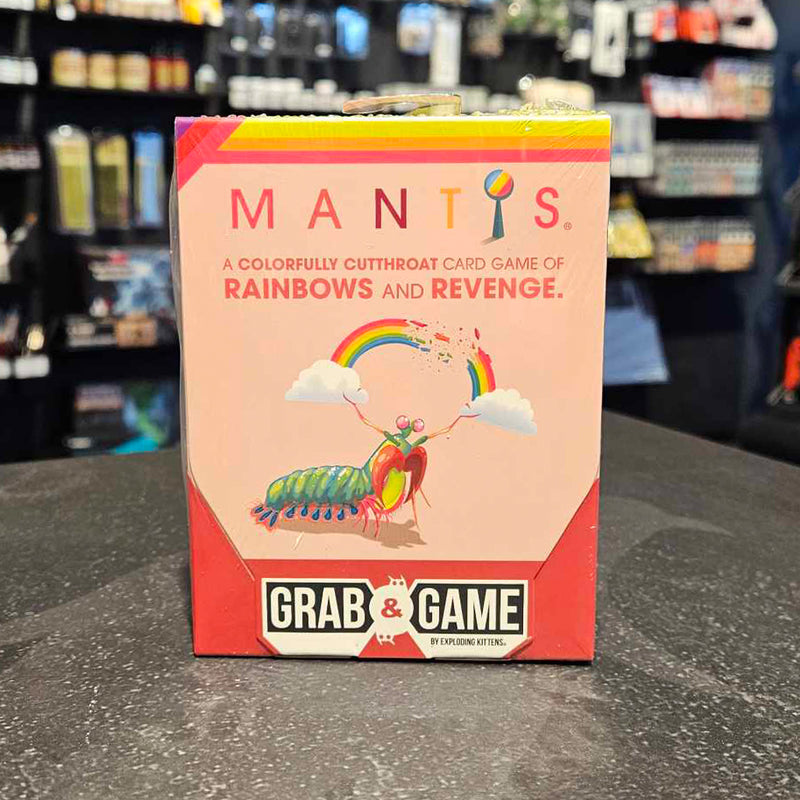 MANTIS®
A COLORFULLY CUTTHROAT CARD GAME OF
RAINBOWS AND REVENGE.
GRAB & GAME
BY EXPLODING KITTENS®